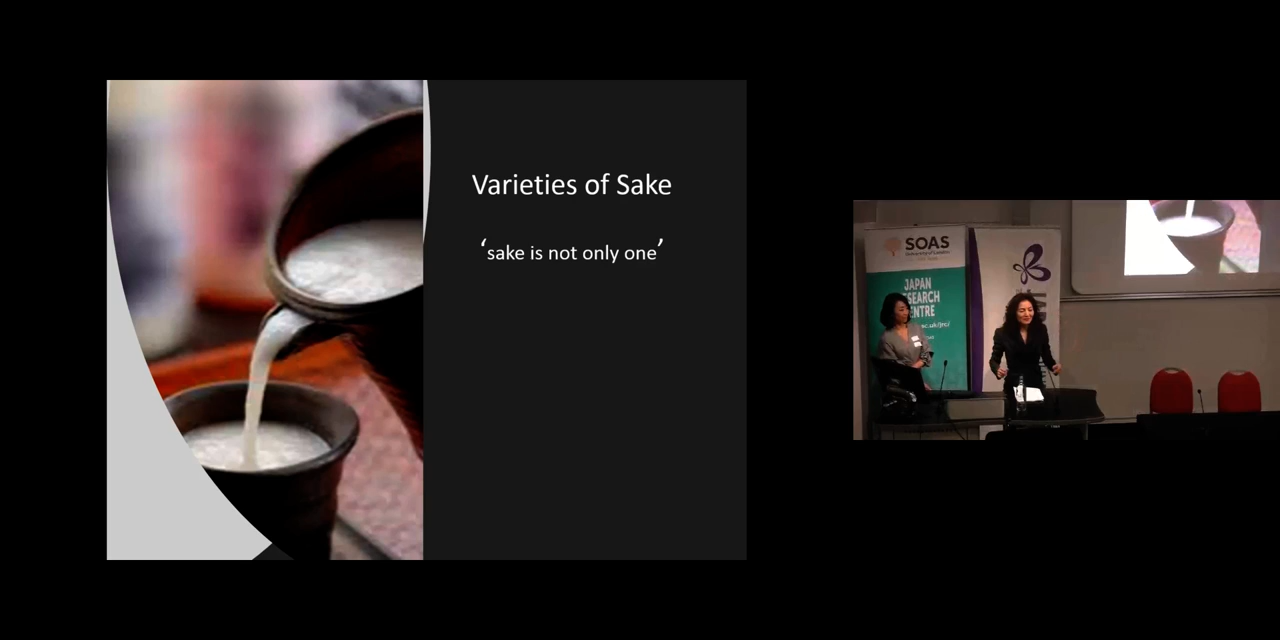 Varieties of Sake
‘sake is not only one’
SOAS
JAPAN
RESEARCH
CENTRE